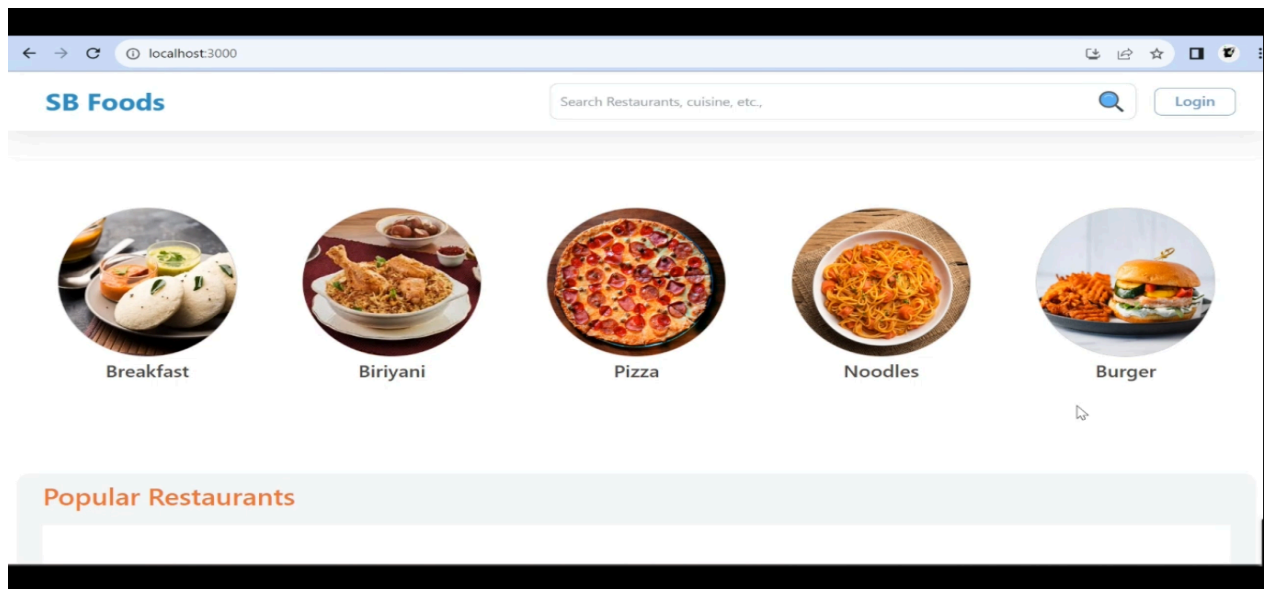 localhost:3000
SB Foods
Search Restaurants, cuisine, etc.,
Login
Breakfast
Biriyani
Pizza
Noodles
Burger
Popular Restaurants